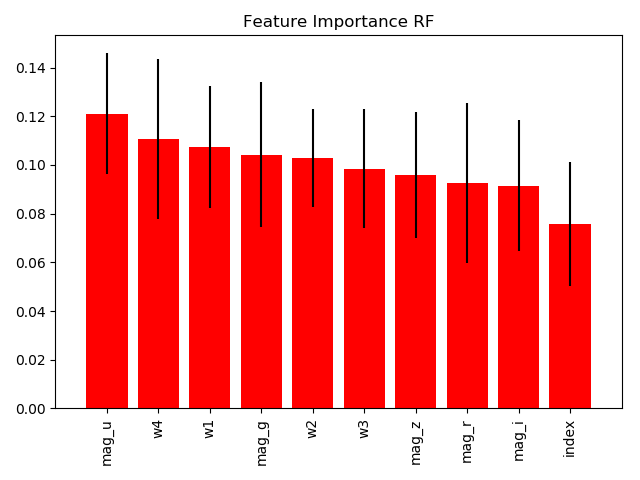 Feature Importance RF
0.14
0.12
0.10
0.08
0.06
0.04
0.02
0.00
mag_u
w4
w1
mag_g
w2
w3
mag_z
mag_r
mag_i
index